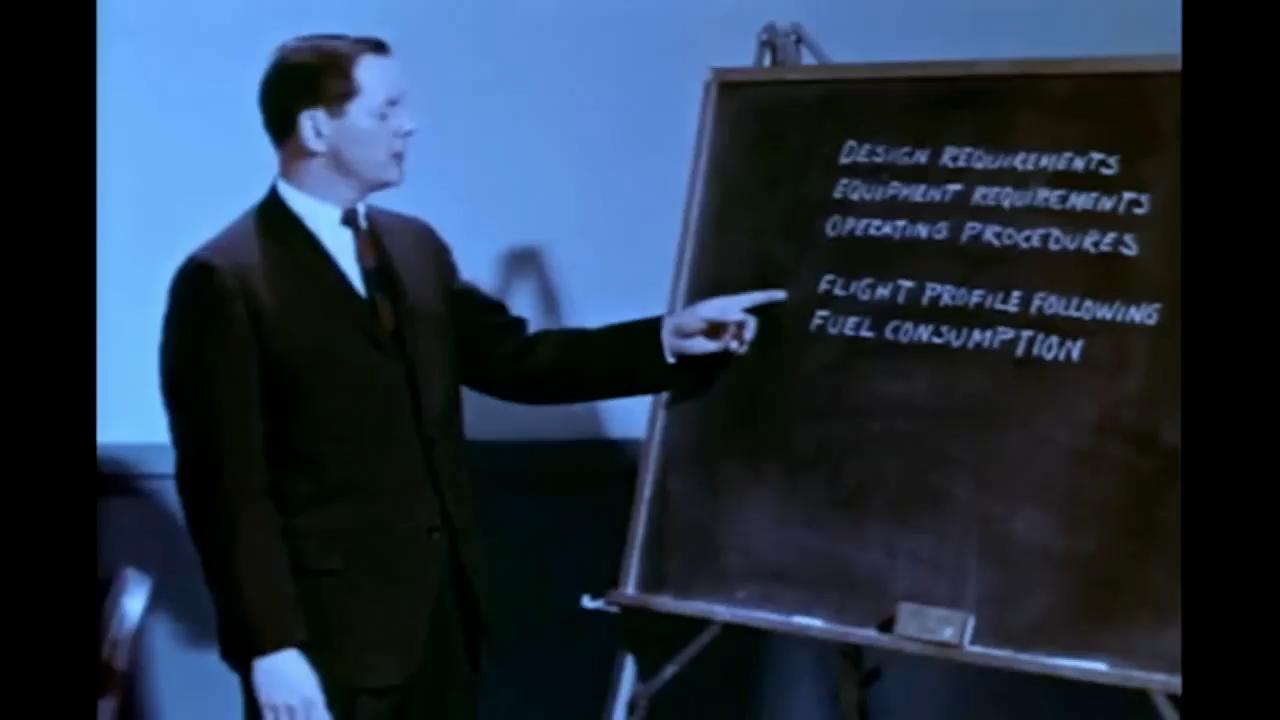 DESIGN REQUIREMENTS
EQUIPMENT REQUIREMENTS
OPERATING PROCEDURES
FLIGHT PROFILE FOLLOWING
FUEL CONSUMPTION